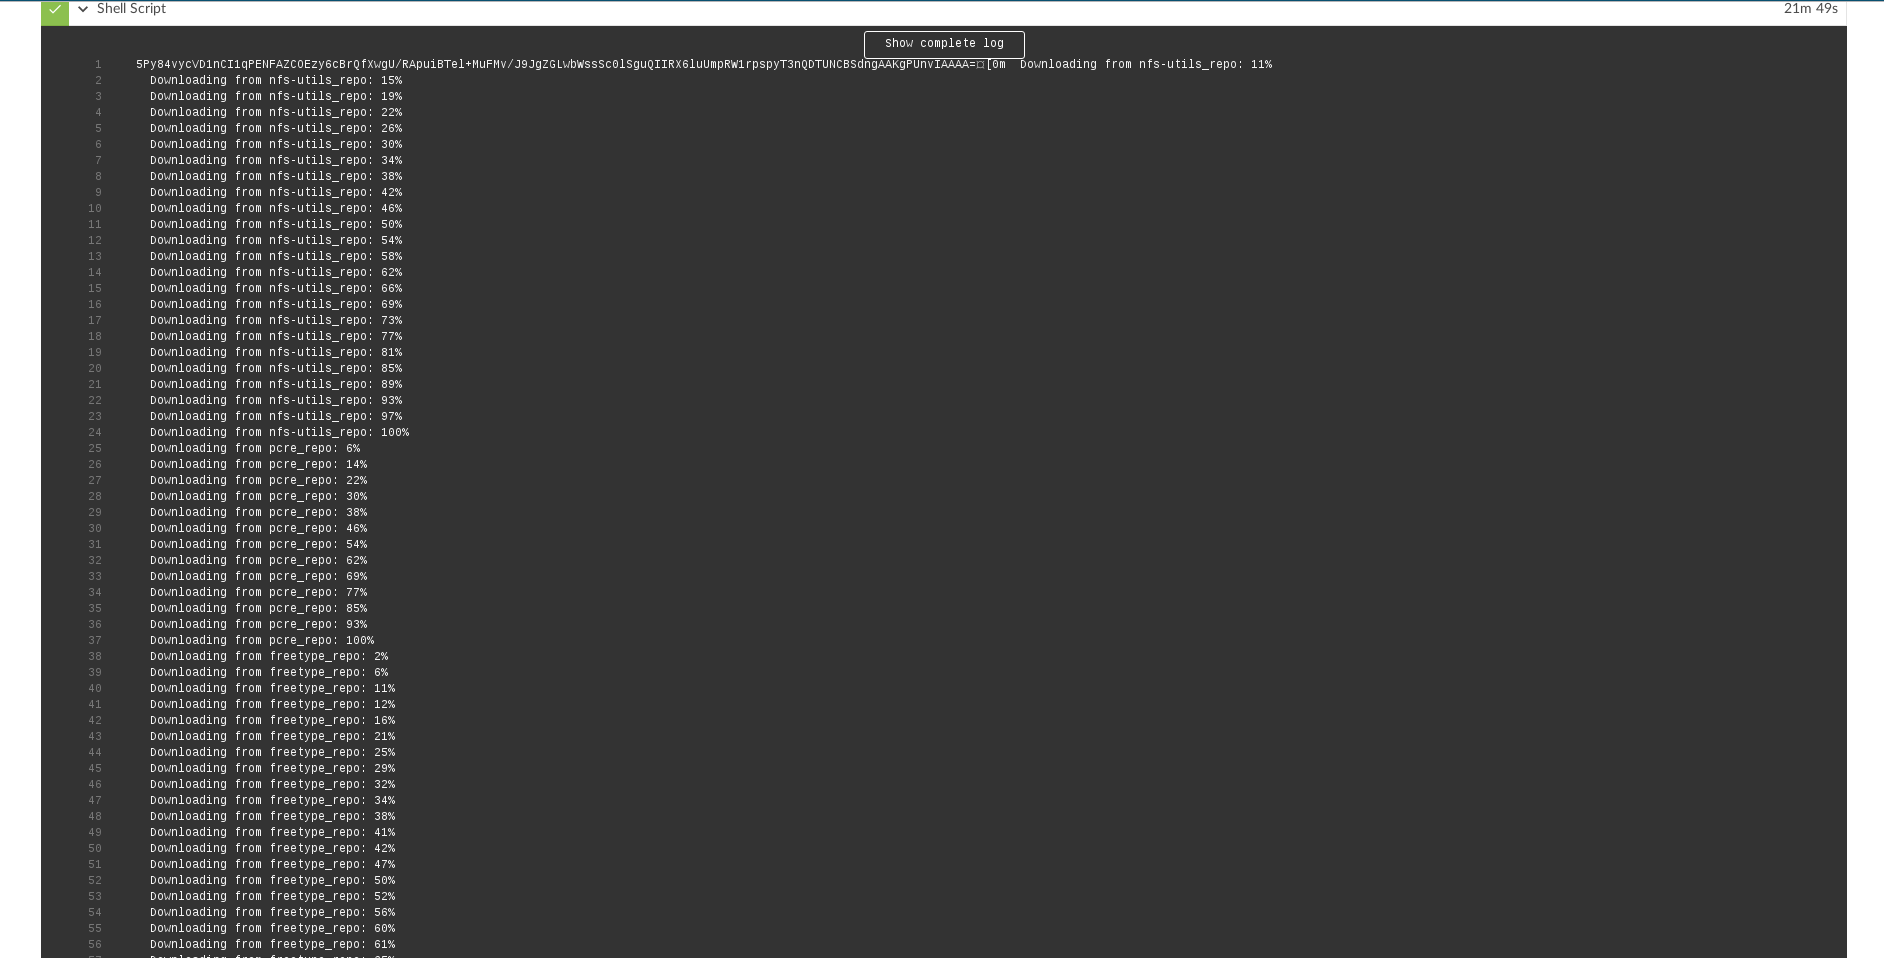 Shell Script 21m 49s
Show complete log
1 5Py84vycVD1nCI1qPENFAZCOEzy6cBrQfXwgU/RApuiBTel+MuFMv/J9JgZGLwbWssSc0lSguQIIRX6luUmpRW1rpspyT3nQDTUNCBSdngAAKgPUnvIAAAA=□[0m Downloading from nfs-utils_repo: 11%
2 Downloading from nfs-utils_repo: 15%
3 Downloading from nfs-utils_repo: 19%
4 Downloading from nfs-utils_repo: 22%
5 Downloading from nfs-utils_repo: 26%
6 Downloading from nfs-utils_repo: 30%
7 Downloading from nfs-utils_repo: 34%
8 Downloading from nfs-utils_repo: 38%
9 Downloading from nfs-utils_repo: 42%
10 Downloading from nfs-utils_repo: 46%
11 Downloading from nfs-utils_repo: 50%
12 Downloading from nfs-utils_repo: 54%
13 Downloading from nfs-utils_repo: 58%
14 Downloading from nfs-utils_repo: 62%
15 Downloading from nfs-utils_repo: 66%
16 Downloading from nfs-utils_repo: 69%
17 Downloading from nfs-utils_repo: 73%
18 Downloading from nfs-utils_repo: 77%
19 Downloading from nfs-utils_repo: 81%
20 Downloading from nfs-utils_repo: 85%
21 Downloading from nfs-utils_repo: 89%
22 Downloading from nfs-utils_repo: 93%
23 Downloading from nfs-utils_repo: 97%
24 Downloading from nfs-utils_repo: 100%
25 Downloading from pcre_repo: 6%
26 Downloading from pcre_repo: 14%
27 Downloading from pcre_repo: 22%
28 Downloading from pcre_repo: 30%
29 Downloading from pcre_repo: 38%
30 Downloading from pcre_repo: 46%
31 Downloading from pcre_repo: 54%
32 Downloading from pcre_repo: 62%
33 Downloading from pcre_repo: 69%
34 Downloading from pcre_repo: 77%
35 Downloading from pcre_repo: 85%
36 Downloading from pcre_repo: 93%
37 Downloading from pcre_repo: 100%
38 Downloading from freetype_repo: 2%
39 Downloading from freetype_repo: 6%
40 Downloading from freetype_repo: 11%
41 Downloading from freetype_repo: 12%
42 Downloading from freetype_repo: 16%
43 Downloading from freetype_repo: 21%
44 Downloading from freetype_repo: 25%
45 Downloading from freetype_repo: 29%
46 Downloading from freetype_repo: 32%
47 Downloading from freetype_repo: 34%
48 Downloading from freetype_repo: 38%
49 Downloading from freetype_repo: 41%
50 Downloading from freetype_repo: 42%
51 Downloading from freetype_repo: 47%
52 Downloading from freetype_repo: 50%
53 Downloading from freetype_repo: 52%
54 Downloading from freetype_repo: 56%
55 Downloading from freetype_repo: 60%
56 Downloading from freetype_repo: 61%